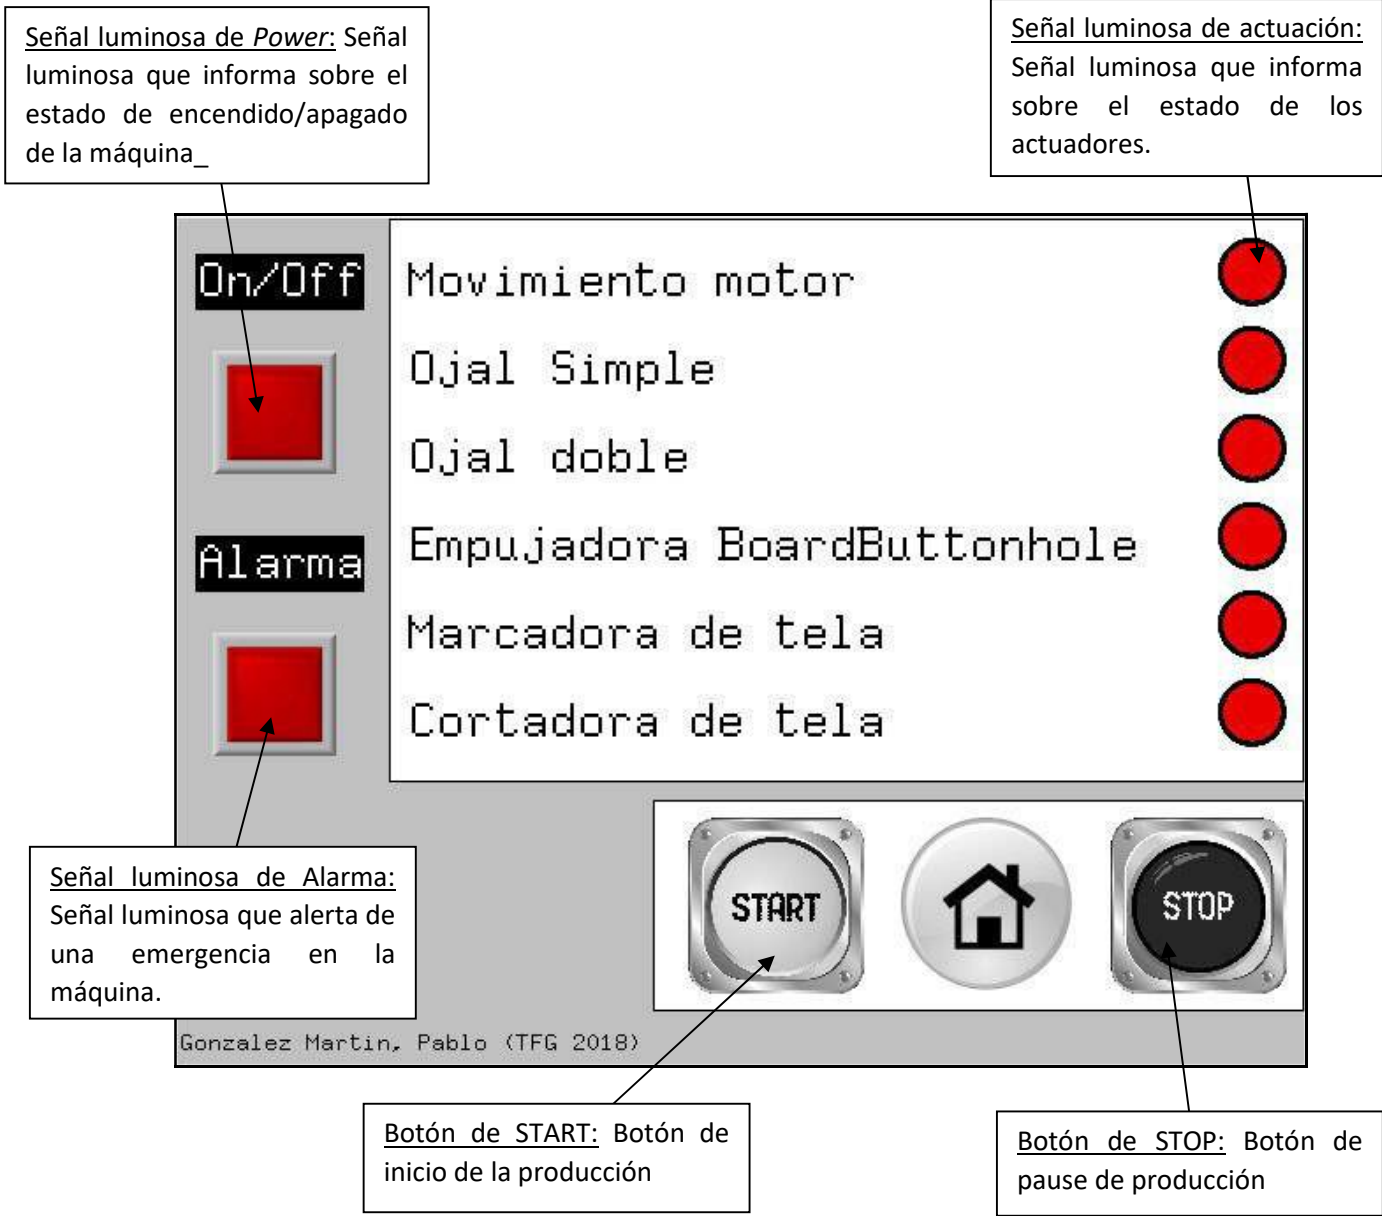 Señal luminosa de Power: Señal
luminosa que informa sobre el
estado de encendido/apagado
de la máquina_
Señal luminosa de actuación:
Señal luminosa que informa
sobre el estado de los
actuadores.
On/Off
Movimiento motor
Ojal Simple
Ojal doble
Alarma
Empujadora BoardButtonhole
Marcadora de tela
Cortadora de tela
Señal luminosa de Alarma:
Señal luminosa que alerta de
una emergencia en la
máquina.
START
STOP
Gonzalez Martin, Pablo (TFG 2018)
Botón de START: Botón de
inicio de la producción
Botón de STOP: Botón de
pause de producción